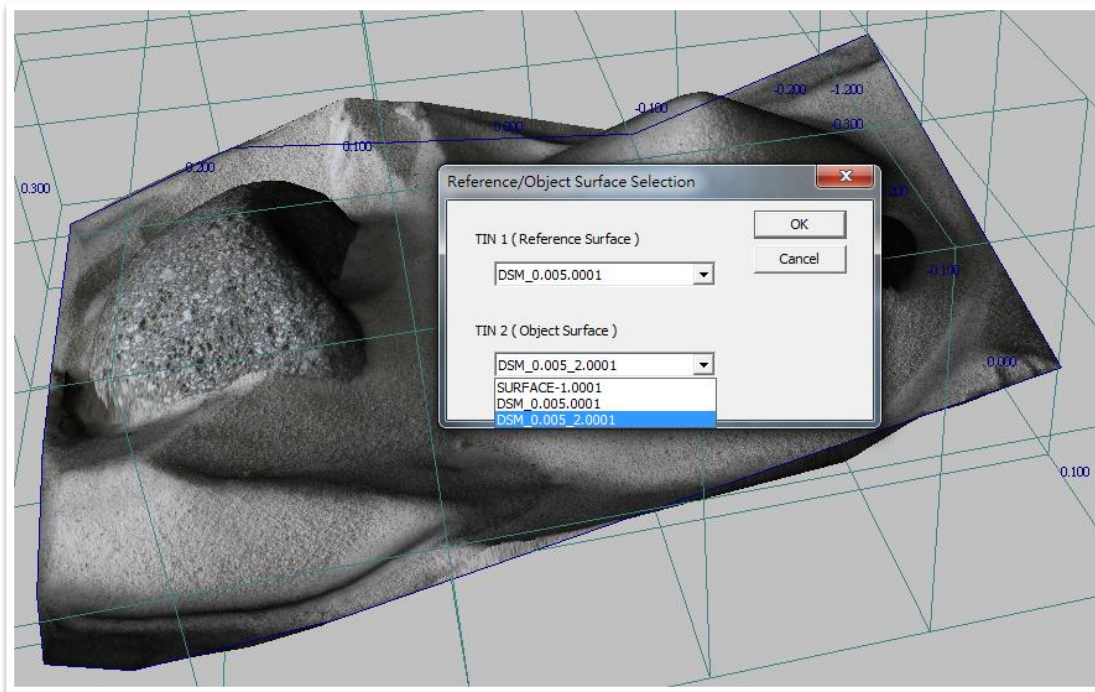 -0.200 -1.200
-0.100
0.000
-0.300
0.100
0.200
0.300
Reference/Object Surface Selection
OK
TIN 1 ( Reference Surface )
Cancel
DSM_0.005.0001
-0.100
TIN 2 ( Object Surface )
DSM_0.005_2.0001
0.000
SURFACE-1.0001
DSM_0.005.0001
DSM_0.005_2.0001
0.100